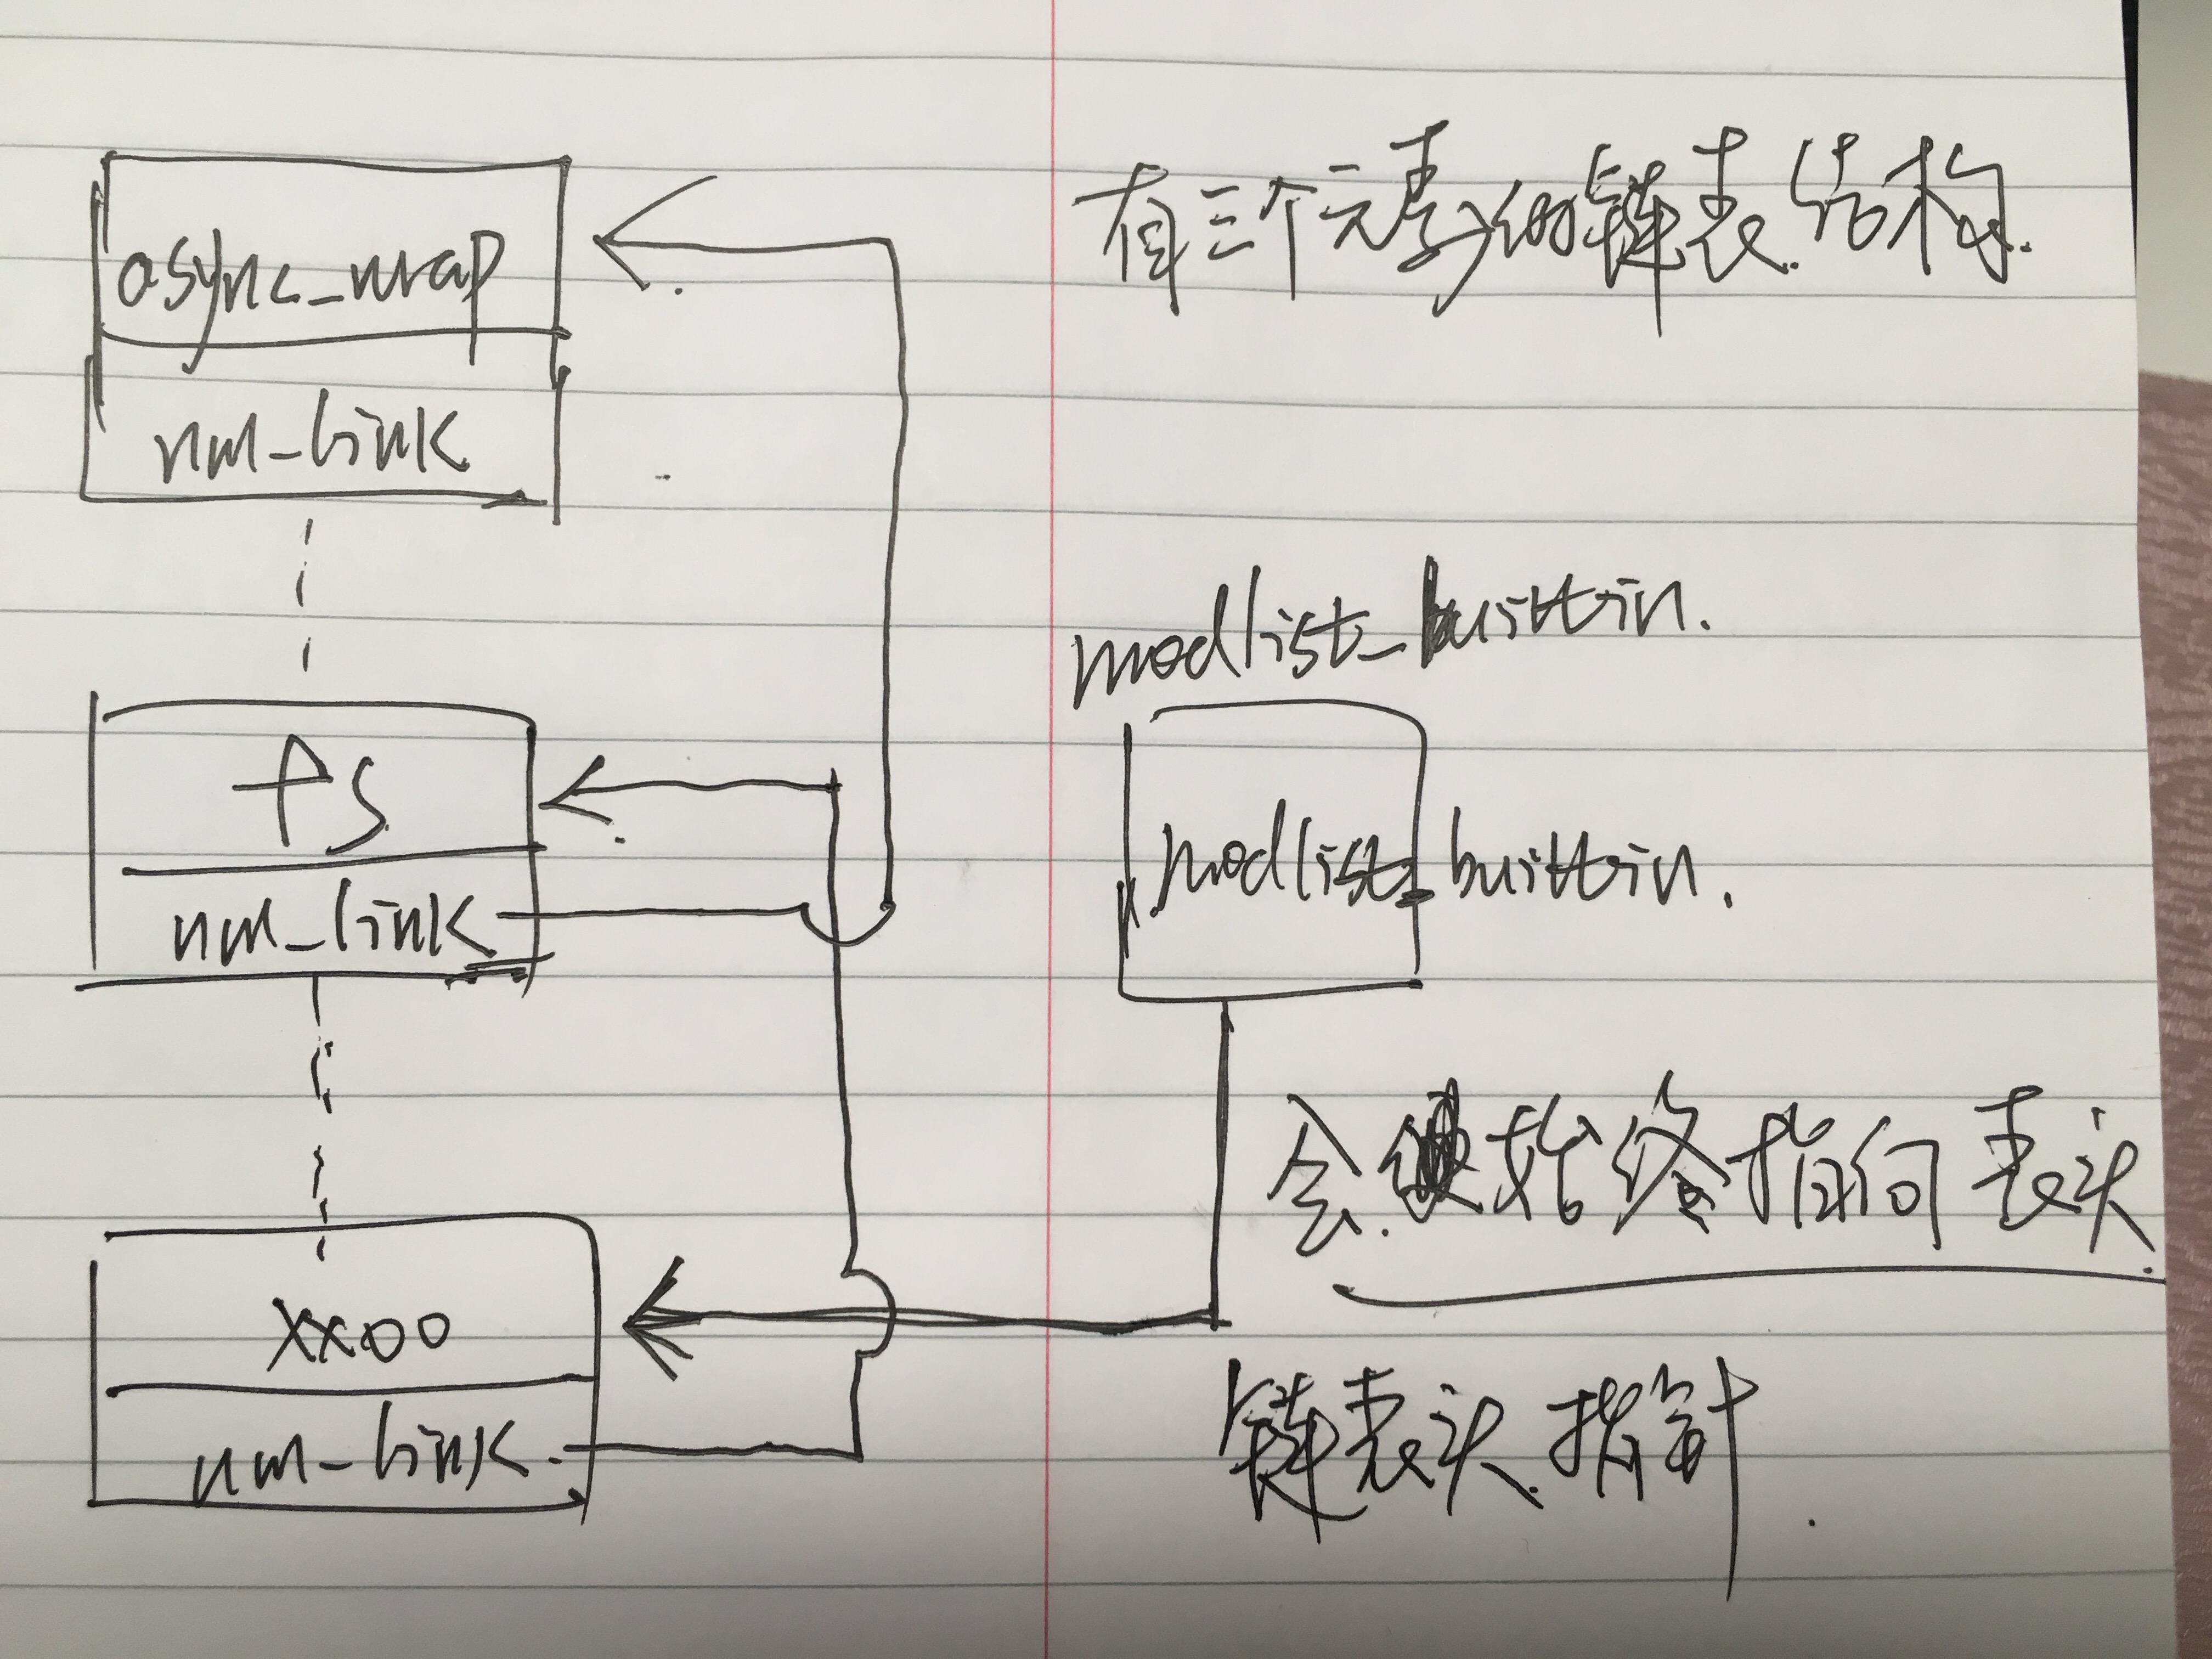 有三个元素的链表结构.
async_wrap
nm_link
modlist_builtin.
fs
nm_link
modlist_builtin.
会始终指向表头.
xxoo
nm_link
链表头指針.